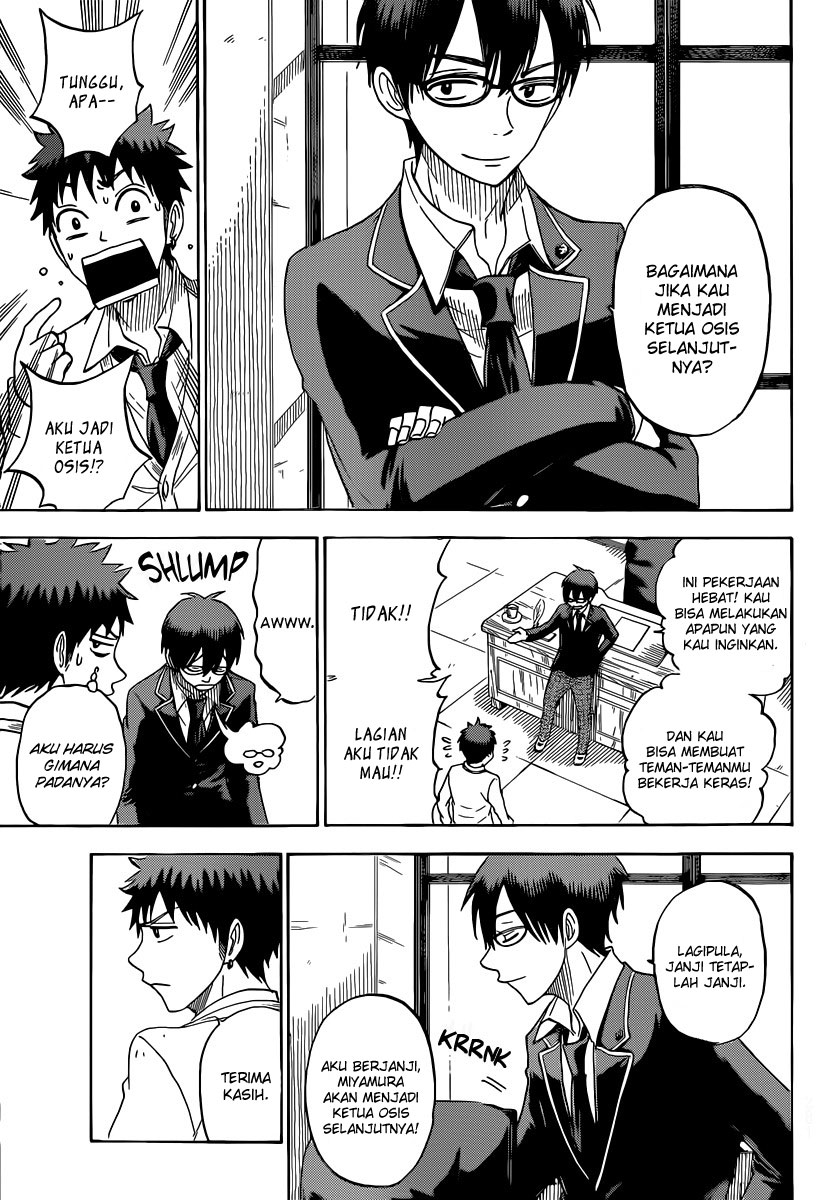 BAGAIMANA
JIKA KAU
MENJADI
KETUA OSIS
SELANJUT-
NYA?
TUNGGU,
APA--
AKU JADI
KETUA
OSIS!?
INI PEKERJAAN
HEBAT! KAU
BISA MELAKUKAN
APAPUN YANG
KAU INGINKAN.
DAN KAU
BISA MEMBUAT
TEMAN-TEMANMU
BEKERJA KERAS!
TIDAK!!
LAGIAN
AKU TIDAK
MAU!!
AWWW.
SHLUMP
AKU HARUS
GIMANA
PADANYA?
LAGIPULA,
JANJI TETAP-
LAH JANJI.
KRRNK
AKU BERJANJI,
MIYAMURA
AKAN MENJADI
KETUA OSIS
SELANJUTNYA!
TERIMA
KASIH.